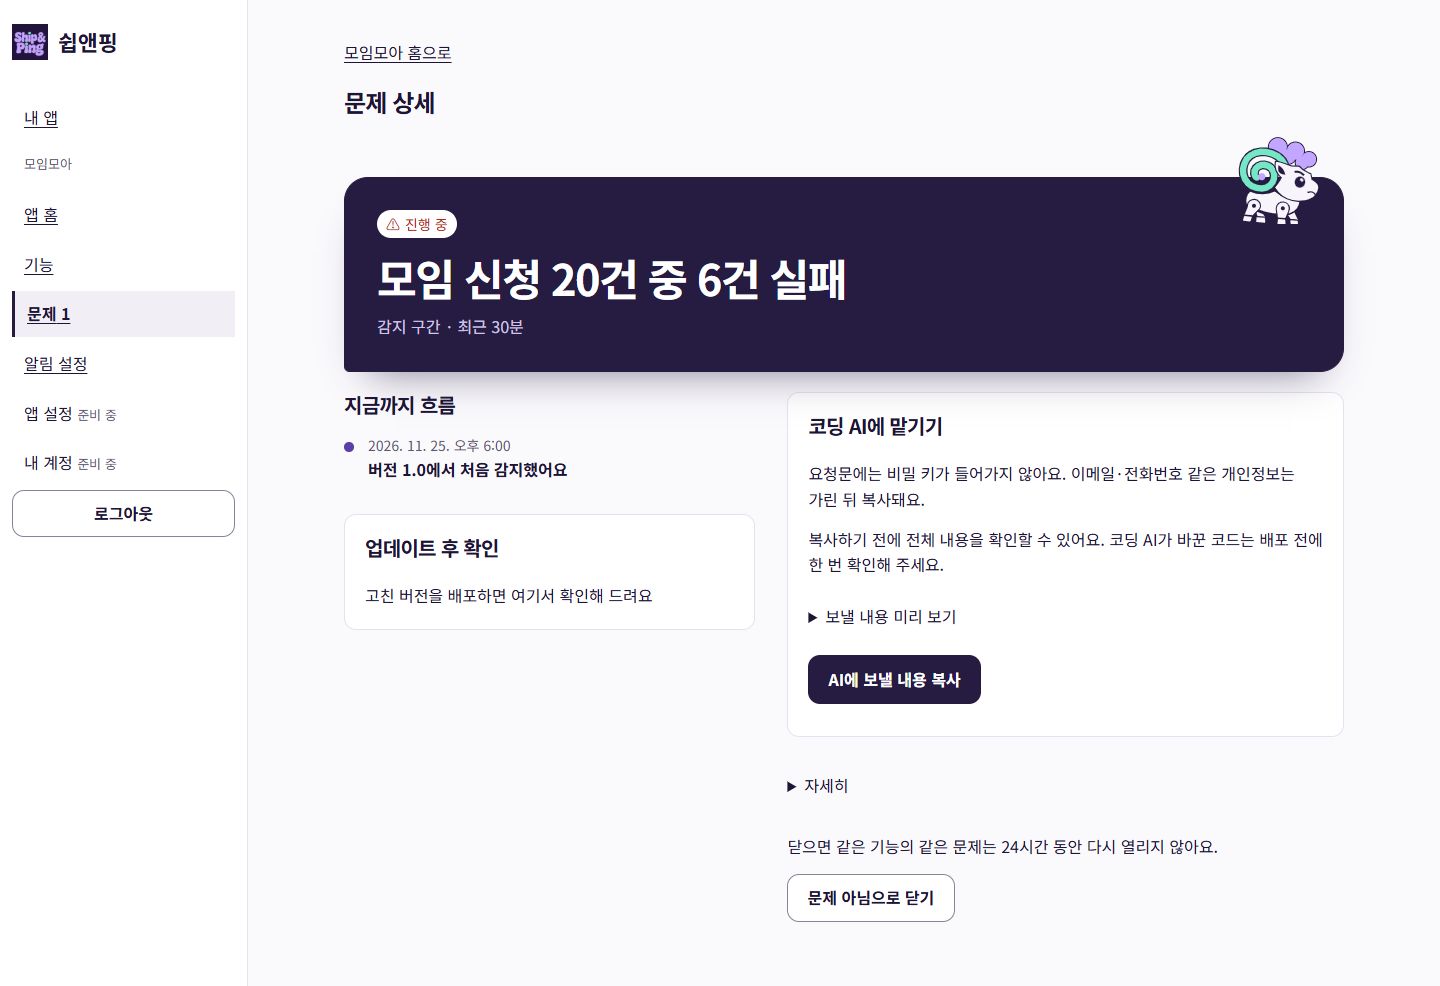 Ship&
Ping
쉽앤핑
내 앱
모임모아
앱 홈
기능
문제 1
알림 설정
앱 설정 준비 중
내 계정 준비 중
로그아웃
모임모아 홈으로
문제 상세
진행 중
모임 신청 20건 중 6건 실패
감지 구간 · 최근 30분
지금까지 흐름
2026. 11. 25. 오후 6:00
버전 1.0에서 처음 감지했어요
업데이트 후 확인
고친 버전을 배포하면 여기서 확인해 드려요
코딩 AI에 맡기기
요청문에는 비밀 키가 들어가지 않아요. 이메일·전화번호 같은 개인정보는
가린 뒤 복사돼요.
복사하기 전에 전체 내용을 확인할 수 있어요. 코딩 AI가 바꾼 코드는 배포 전에
한 번 확인해 주세요.
보낼 내용 미리 보기
AI에 보낼 내용 복사
자세히
닫으면 같은 기능의 같은 문제는 24시간 동안 다시 열리지 않아요.
문제 아님으로 닫기